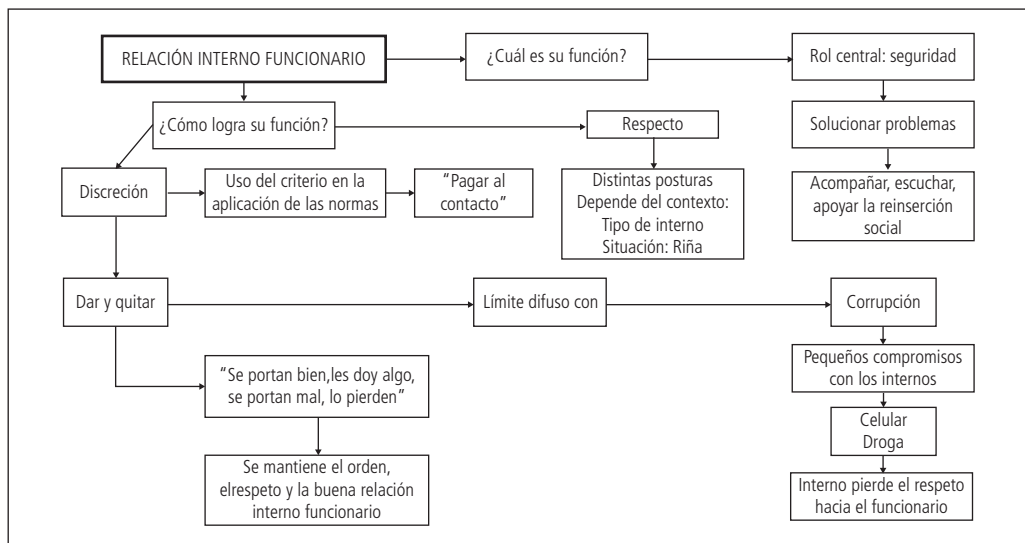 RELACIÓN INTERNO FUNCIONARIO
¿Cuál es su función?
Rol central: seguridad
¿Cómo logra su función?
Respecto
Solucionar problemas
Discreción
Uso del criterio en la
aplicación de las normas
“Pagar al
contacto”
Distintas posturas
Depende del contexto:
Tipo de interno
Situación: Riña
Acompañar, escuchar,
apoyar la reinserción
social
Dar y quitar
Límite difuso con
Corrupción
“Se portan bien,les doy algo,
se portan mal, lo pierden”
Pequeños compromisos
con los internos
Celular
Droga
Se mantiene el orden,
elrespeto y la buena relación
interno funcionario
Interno pierde el respeto
hacia el funcionario